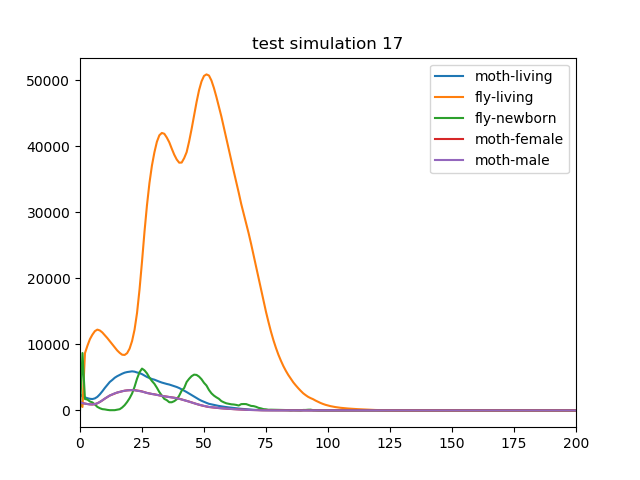 test simulation 17
moth-living
fly-living
fly-newborn
moth-female
moth-male
50000
40000
30000
20000
10000
0
0 25 50 75 100 125 150 175 200